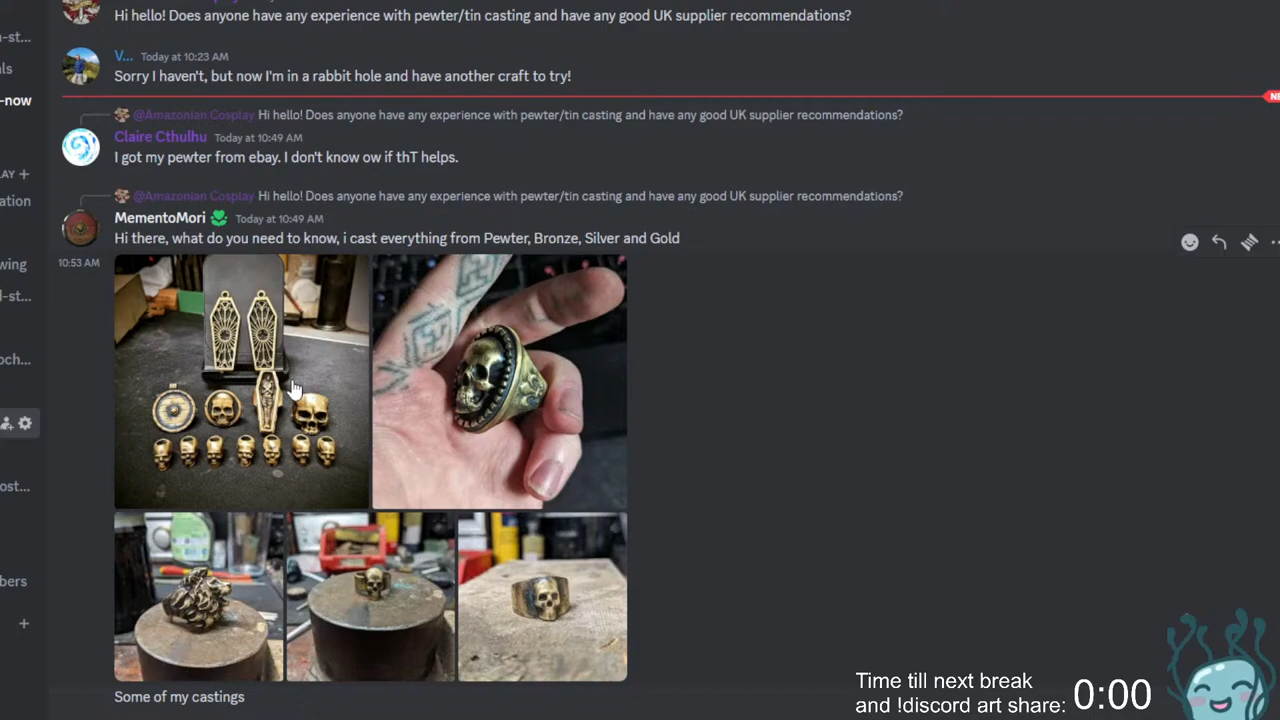 Hi hello! Does anyone have any experience with pewter/tin casting and have any good UK supplier recommendations?
-st...
V... Today at 10:23 AM
als
Sorry I haven't, but now I'm in a rabbit hole and have another craft to try!
-now
@Amazonian Cosplay Hi hello! Does anyone have any experience with pewter/tin casting and have any good UK supplier recommendations?
Claire Cthulhu Today at 10:49 AM
I got my pewter from ebay. I don't know ow if thT helps.
LAY +
@Amazonian Cosplay Hi hello! Does anyone have any experience with pewter/tin casting and have any good UK supplier recommendations?
ation
MementoMori Today at 10:49 AM
Hi there, what do you need to know, i cast everything from Pewter, Bronze, Silver and Gold
10:53 AM
wing
d-st...
och...
ost...
bers
Some of my castings
Time till next break
and !discord art share: 0:00